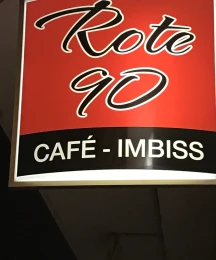 Rote
90
CAFÉ - IMBISS